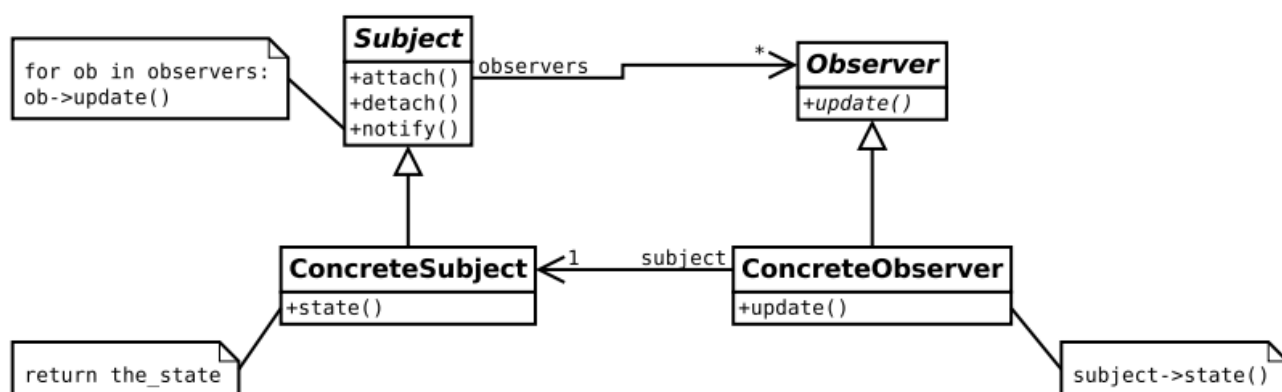 for ob in observers:
ob->update()
Subject
+attach()
+detach()
+notify()
observers
*
Observer
+update()
ConcreteSubject
+state()
1
subject
ConcreteObserver
+update()
return the_state
subject->state()